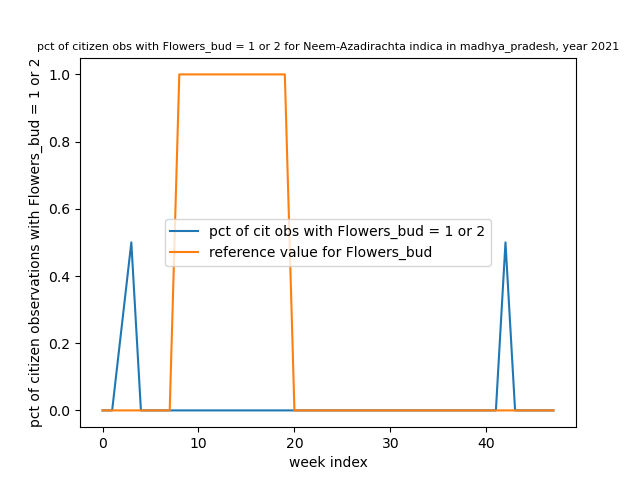 pct of citizen obs with Flowers_bud = 1 or 2 for Neem-Azadirachta indica in madhya_pradesh, year 2021
pct of citizen observations with Flowers_bud = 1 or 2
1.0
0.8
0.6
0.4
0.2
0.0
pct of cit obs with Flowers_bud = 1 or 2
reference value for Flowers_bud
0 10 20 30 40
week index